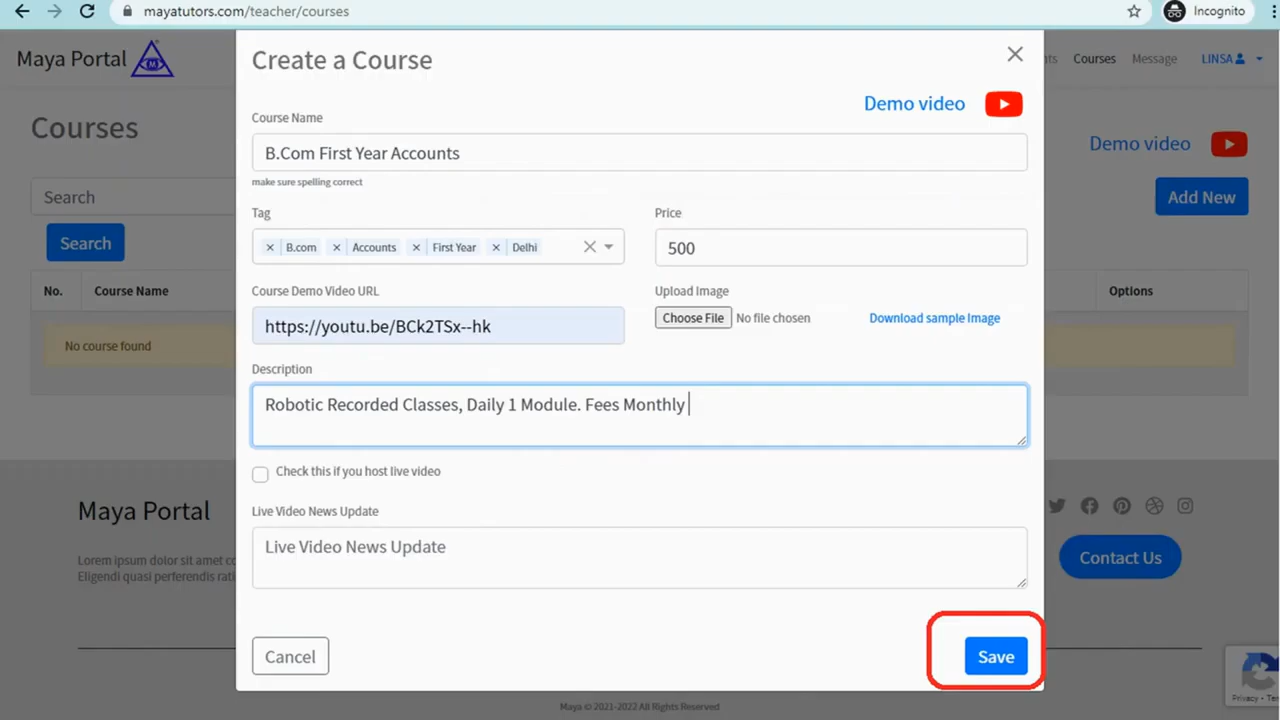 mayatutors.com/teacher/courses
Incognito
Maya Portal
M
Create a Course
Courses
Message
LINSA
Demo video
Course Name
Courses
B.Com First Year Accounts
Demo video
make sure spelling correct
Search
Add New
Tag
Price
× B.com × Accounts × First Year × Delhi
500
Search
No.
Course Name
Course Demo Video URL
Upload Image
Options
https://youtu.be/BCk2TSx--hk
Choose File No file chosen
Download sample Image
No course found
Description
Robotic Recorded Classes, Daily 1 Module. Fees Monthly
Check this if you host live video
Maya Portal
Live Video News Update
Live Video News Update
Lorem ipsum dolor sit amet
Eligendi quasi perferendis
Contact Us
Cancel
Save
Privacy
Maya © 2021-2022 All Rights Reserved